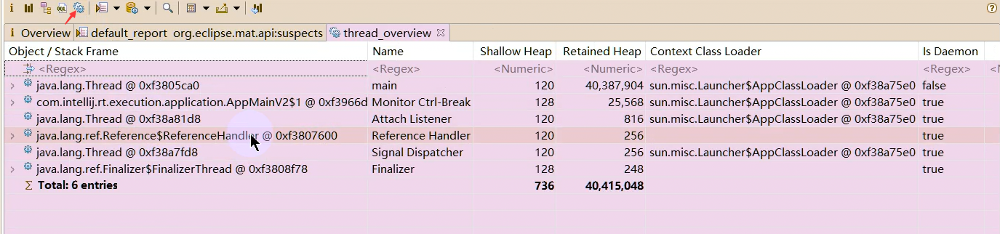 i OQL ?
i Overview default_report org.eclipse.mat.api:suspects thread_overview
Object / Stack Frame Name Shallow Heap Retained Heap Context Class Loader Is Daemon
<Regex> <Regex> <Numeric> <Numeric> <Regex> <Regex> <N
java.lang.Thread @ 0xf3805ca0 main 120 40,387,904 sun.misc.Launcher$AppClassLoader @ 0xf38a75e0 false
com.intellij.rt.execution.application.AppMainV2$1 @ 0xf3966d Monitor Ctrl-Break 128 25,568 sun.misc.Launcher$AppClassLoader @ 0xf38a75e0 true
java.lang.Thread @ 0xf38a81d8 Attach Listener 120 816 sun.misc.Launcher$AppClassLoader @ 0xf38a75e0 true
java.lang.ref.Reference$ReferenceHandler @ 0xf3807600 Reference Handler 120 256 true
java.lang.Thread @ 0xf38a7fd8 Signal Dispatcher 120 256 sun.misc.Launcher$AppClassLoader @ 0xf38a75e0 true
java.lang.ref.Finalizer$FinalizerThread @ 0xf3808f78 Finalizer 128 248 true
Σ Total: 6 entries 736 40,415,048